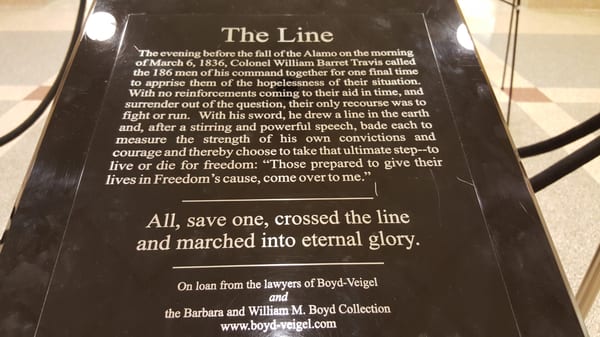 The Line
The evening before the fall of the Alamo on the morning
of March 6, 1836, Colonel William Barret Travis called
the 186 men of his command together for one final time
to apprise them of the hopelessness of their situation.
With no reinforcements coming to their aid in time, and
surrender out of the question, their only recourse was to
fight or run. With his sword, he drew a line in the earth
and, after a stirring and powerful speech, bade each to
measure the strength of his own convictions and
courage and thereby choose to take that ultimate step--to
live or die for freedom: “Those prepared to give their
lives in Freedom’s cause, come over to me.”
All, save one, crossed the line
and marched into eternal glory.
On loan from the lawyers of Boyd-Veigel
and
the Barbara and William M. Boyd Collection
www.boyd-veigel.com